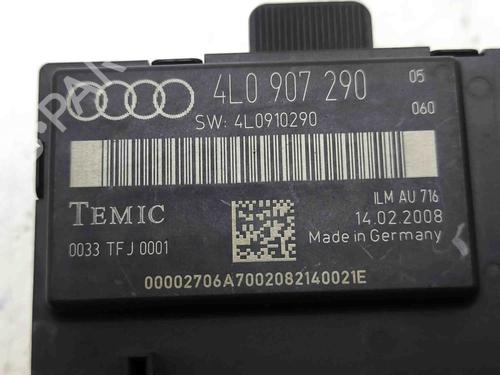 4L0 907 290 05
SW: 4L0910290 060
TEMIC ILM AU 716
14.02.2008
0033 TFJ 0001 Made in Germany
00002706A7002082140021E